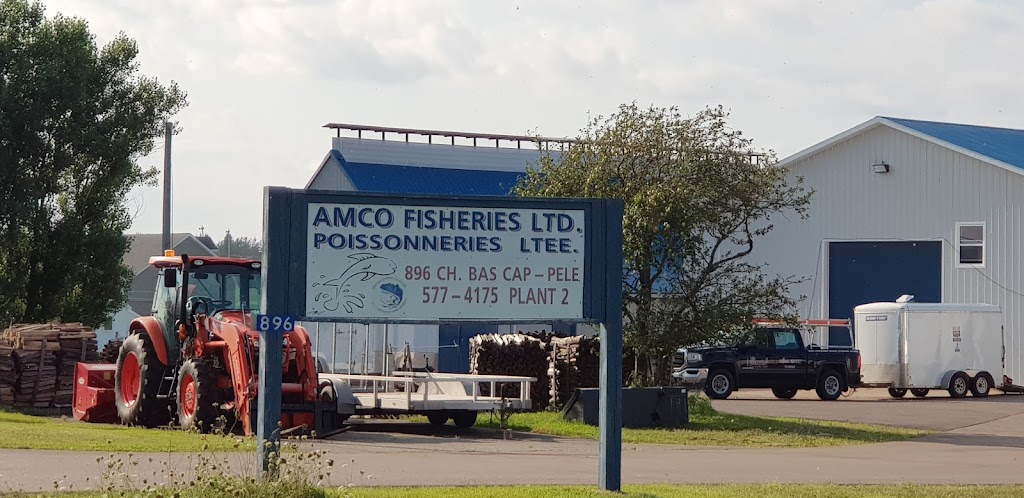 AMCO FISHERIES LTD.
POISSONNERIES LTEE.
896 CH. BAS CAP-PELE
577-4175 PLANT 2
896